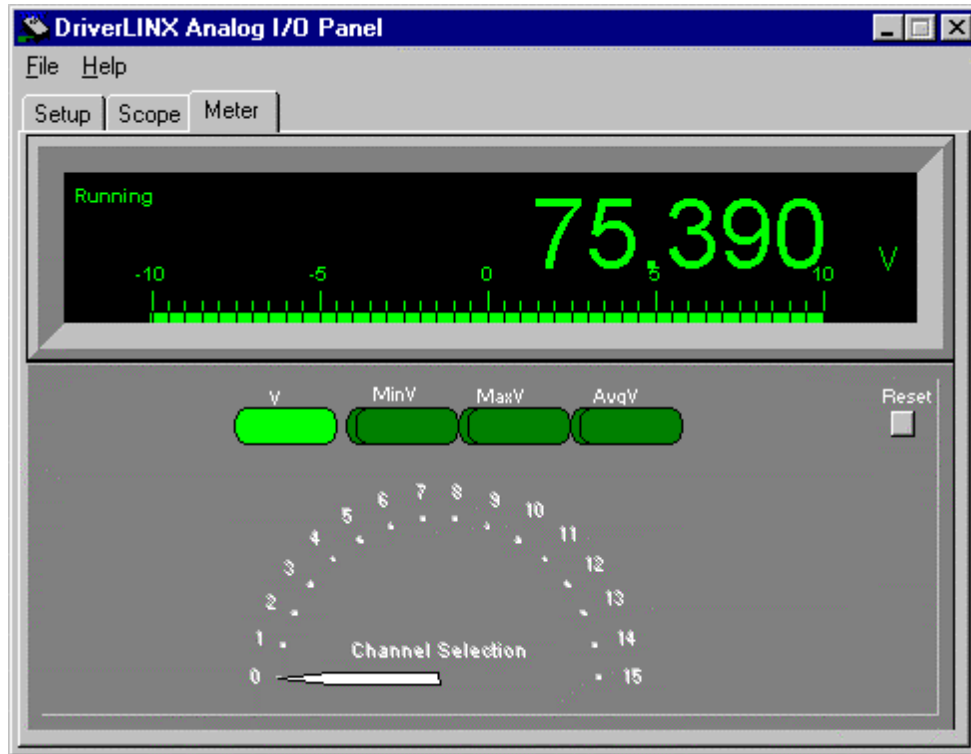 DriverLINX Analog I/O Panel
File Help
Setup Scope Meter
Running
75.390
V
-10 -5 0 5 10
V MinV MaxV AvgV
Reset
0 1 2 3 4 5 6 7 8 9 10 11 12 13 14 15
Channel Selection